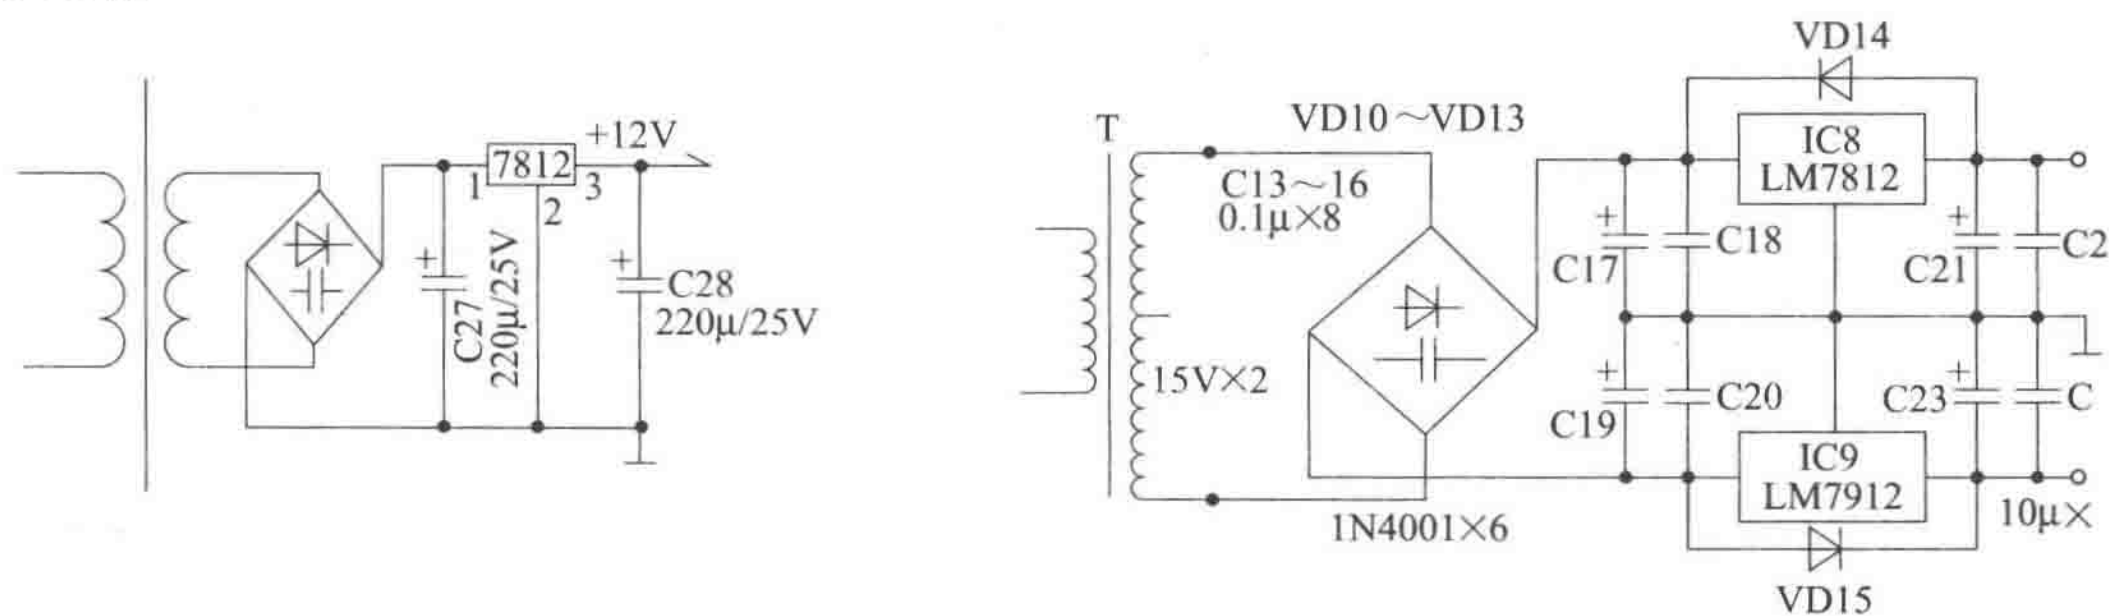 +12V
7812
1
3
2
+
C27
220μ/25V
+
C28
220μ/25V
VD14
T
VD10～VD13
IC8
LM7812
C13～16
0.1μ×8
+
C17
C18
+
C21
C2
15V×2
+
C19
C20
+
C23
C
IC9
LM7912
10μ×
1N4001×6
VD15